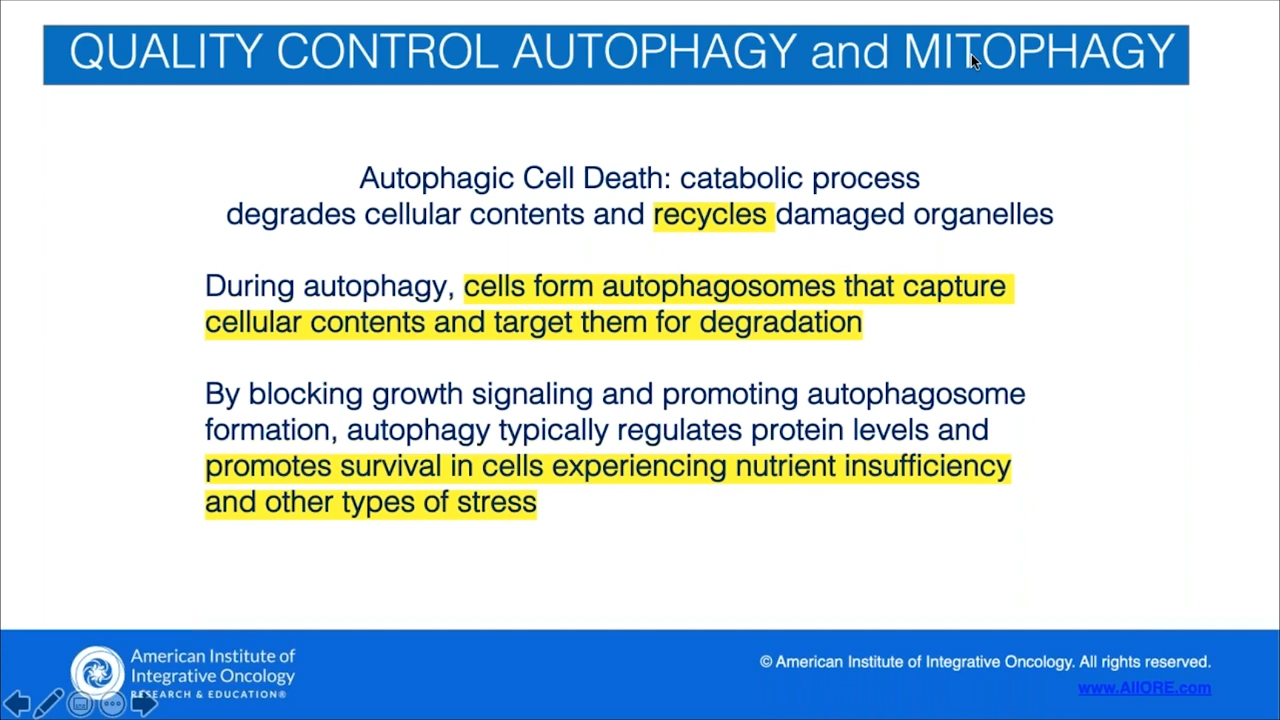 QUALITY CONTROL AUTOPHAGY and MITOPHAGY
Autophagic Cell Death: catabolic process
degrades cellular contents and recycles damaged organelles
During autophagy, cells form autophagosomes that capture
cellular contents and target them for degradation
By blocking growth signaling and promoting autophagosome
formation, autophagy typically regulates protein levels and
promotes survival in cells experiencing nutrient insufficiency
and other types of stress
American Institute of
Integrative Oncology
RESEARCH & EDUCATION®
© American Institute of Integrative Oncology. All rights reserved.
www.AIIORE.com